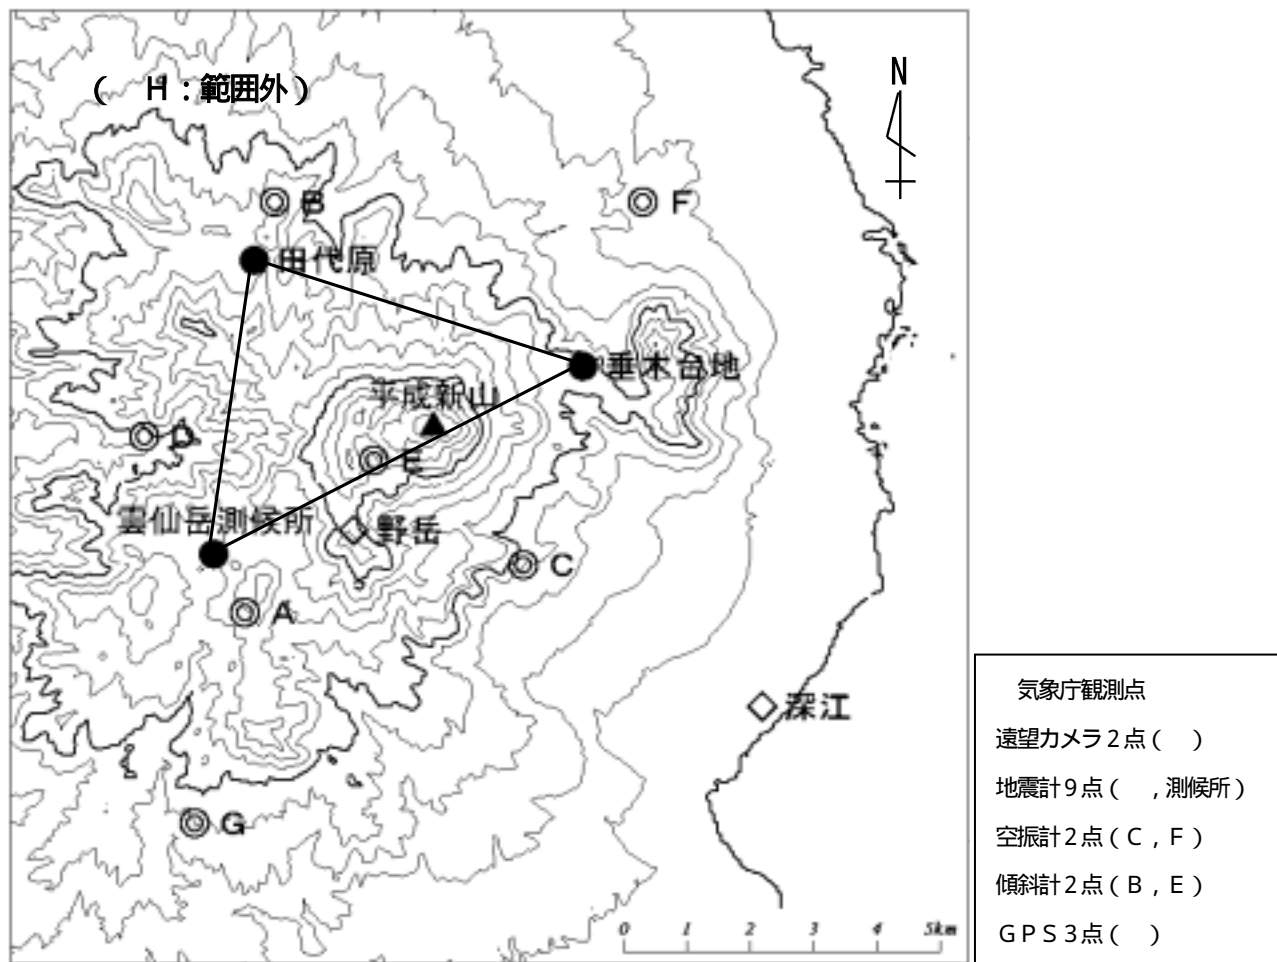 (　H：範囲外)
N
B
F
田代原
垂木台地
平成新山
D
E
雲仙岳測候所
野岳
C
A
深江
G
0 1 2 3 4 5km
気象庁観測点
遠望カメラ２点（　）
地震計９点（　，測候所）
空振計２点（Ｃ，Ｆ）
傾斜計２点（Ｂ，Ｅ）
ＧＰＳ３点（　）